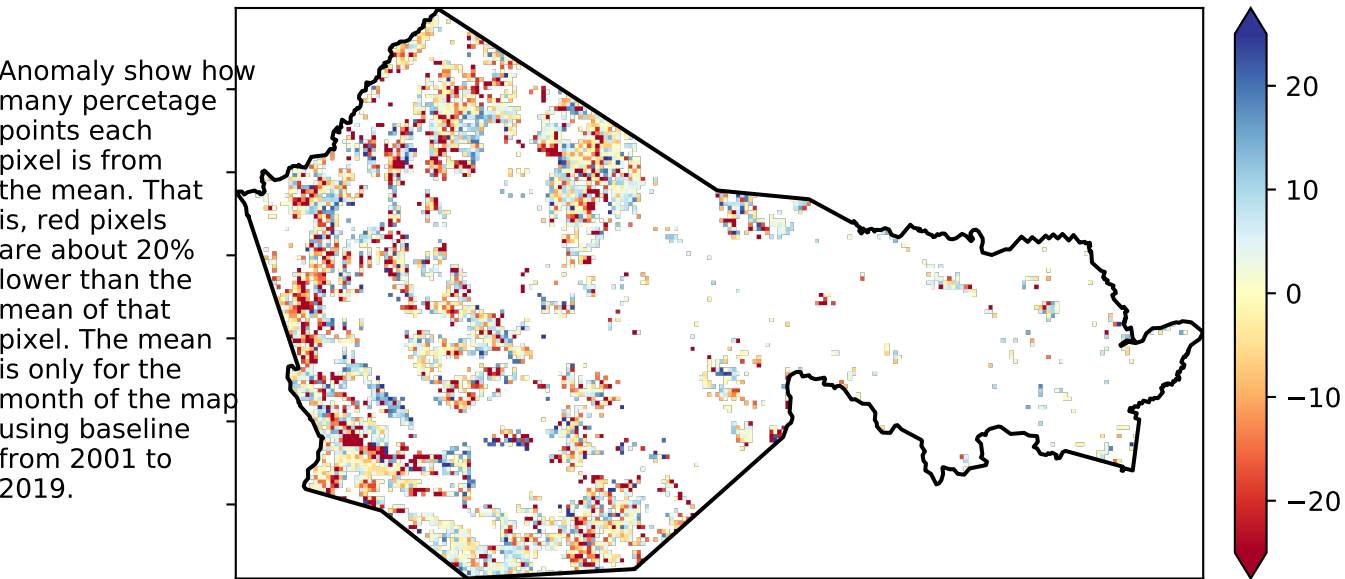 Anomaly show how
many percetage
points each
pixel is from
the mean. That
is, red pixels
are about 20%
lower than the
mean of that
pixel. The mean
is only for the
month of the map
using baseline
from 2001 to
2019.
20
10
0
−10
−20